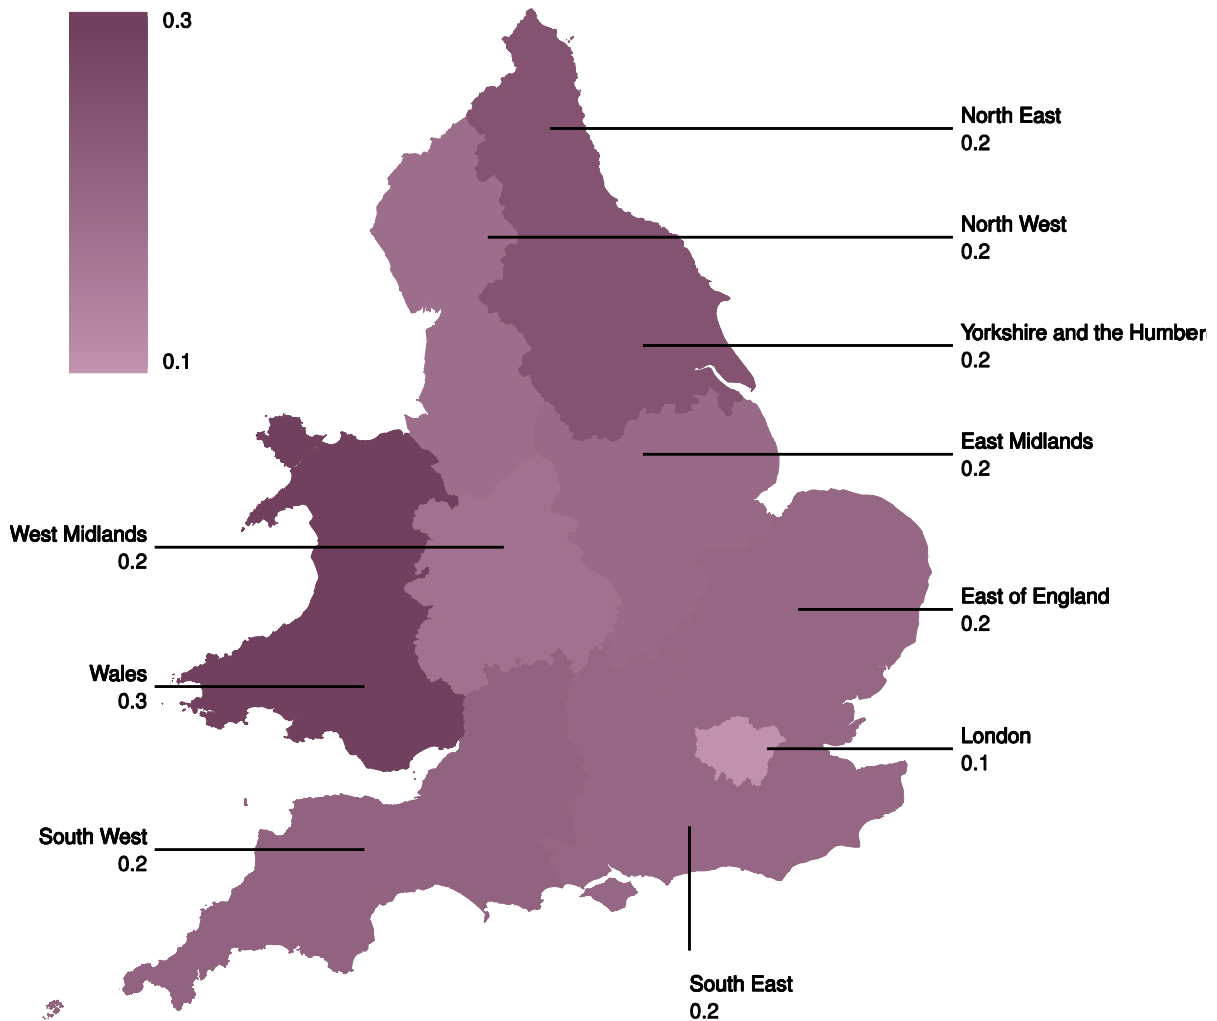 0.3
0.1
North East
0.2
North West
0.2
Yorkshire and the Humber
0.2
East Midlands
0.2
West Midlands
0.2
East of England
0.2
Wales
0.3
London
0.1
South West
0.2
South East
0.2